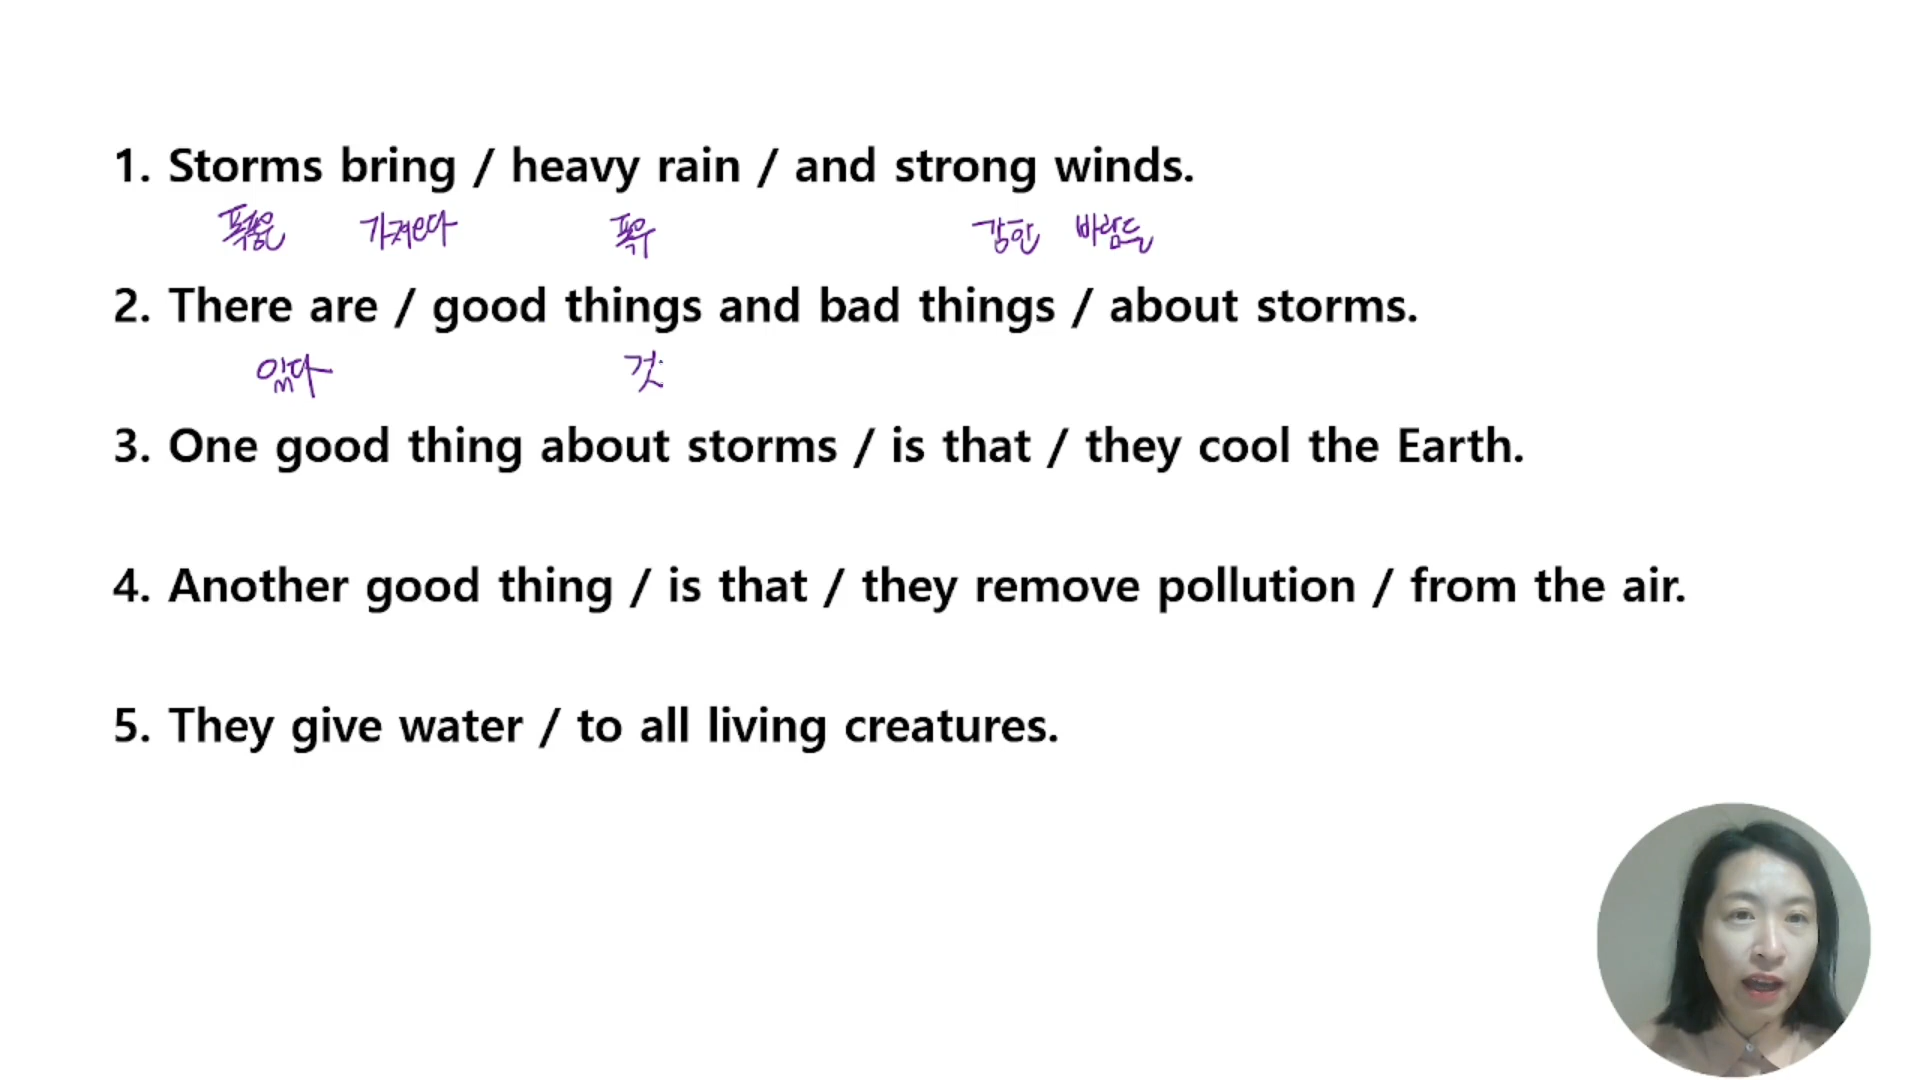 1. Storms bring / heavy rain / and strong winds.
폭풍은 가져온다 폭우 강한 바람들
2. There are / good things and bad things / about storms.
있다 것
3. One good thing about storms / is that / they cool the Earth.
4. Another good thing / is that / they remove pollution / from the air.
5. They give water / to all living creatures.